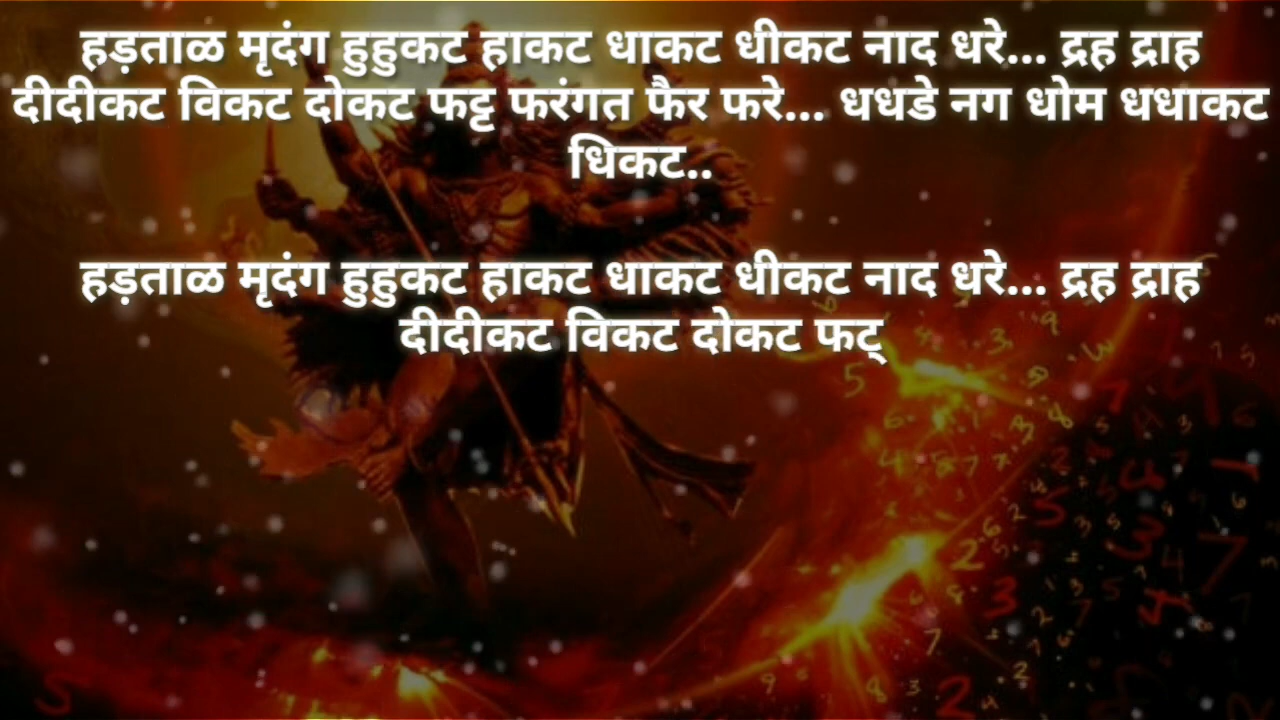 हड़ताळ मृदंग हुहुकट हाकट धाकट धीकट नाद धरे... द्रह द्राह
दीदीकट विकट दोकट फट्ट फरंगत फैर फरे... धधडे नग धोम धधाकट
धिकट..
हड़ताळ मृदंग हुहुकट हाकट धाकट धीकट नाद धरे... द्रह द्राह
दीदीकट विकट दोकट फट्